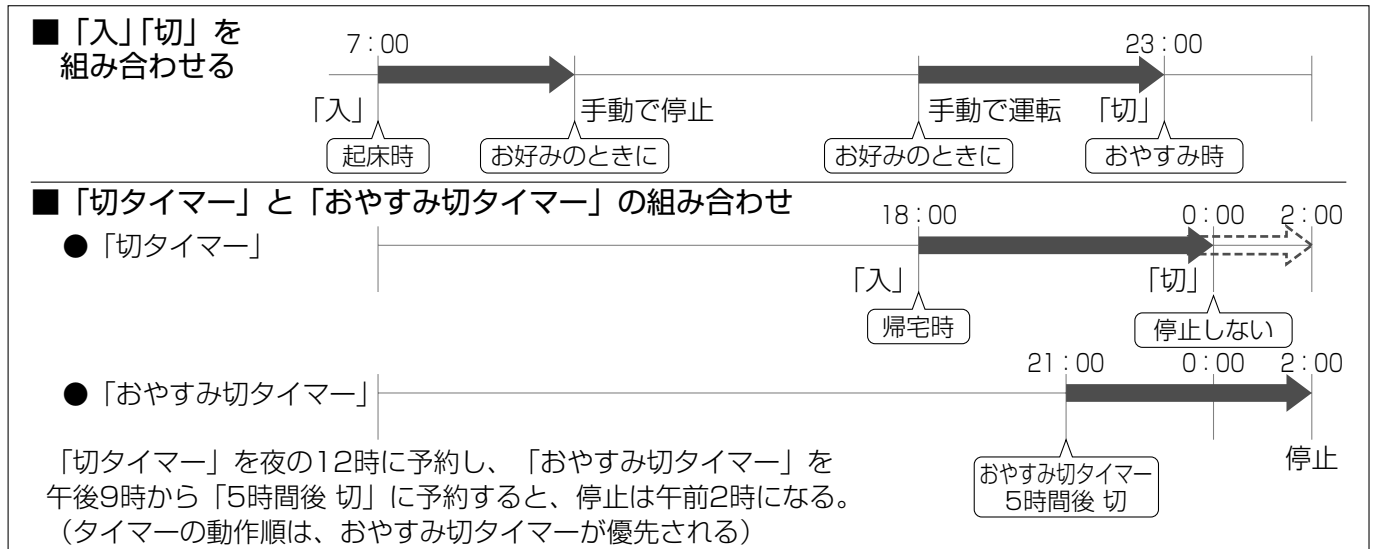 ■「入」「切」を
組み合わせる
7:00
23:00
「入」
手動で停止
手動で運転
「切」
起床時
お好みのときに
お好みのときに
おやすみ時
■「切タイマー」と「おやすみ切タイマー」の組み合わせ
18:00
0:00
2:00
●「切タイマー」
「入」
「切」
帰宅時
停止しない
21:00
0:00
2:00
●「おやすみ切タイマー」
おやすみ切タイマー
5時間後 切
停止
「切タイマー」を夜の12時に予約し、「おやすみ切タイマー」を
午後9時から「5時間後 切」に予約すると、停止は午前2時になる。
（タイマーの動作順は、おやすみ切タイマーが優先される）